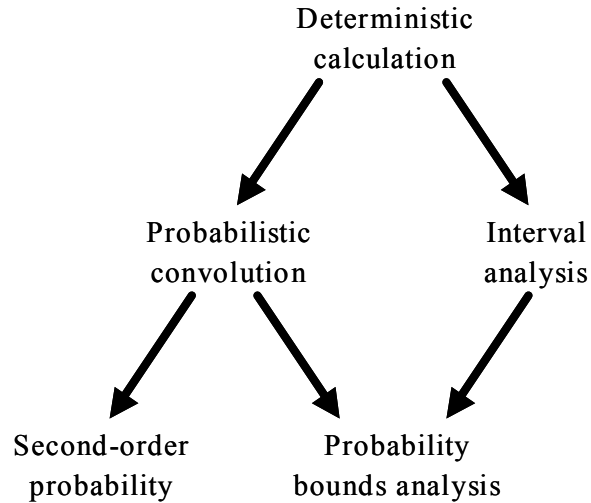 Deterministic
calculation
Probabilistic
convolution
Interval
analysis
Second-order
probability
Probability
bounds analysis